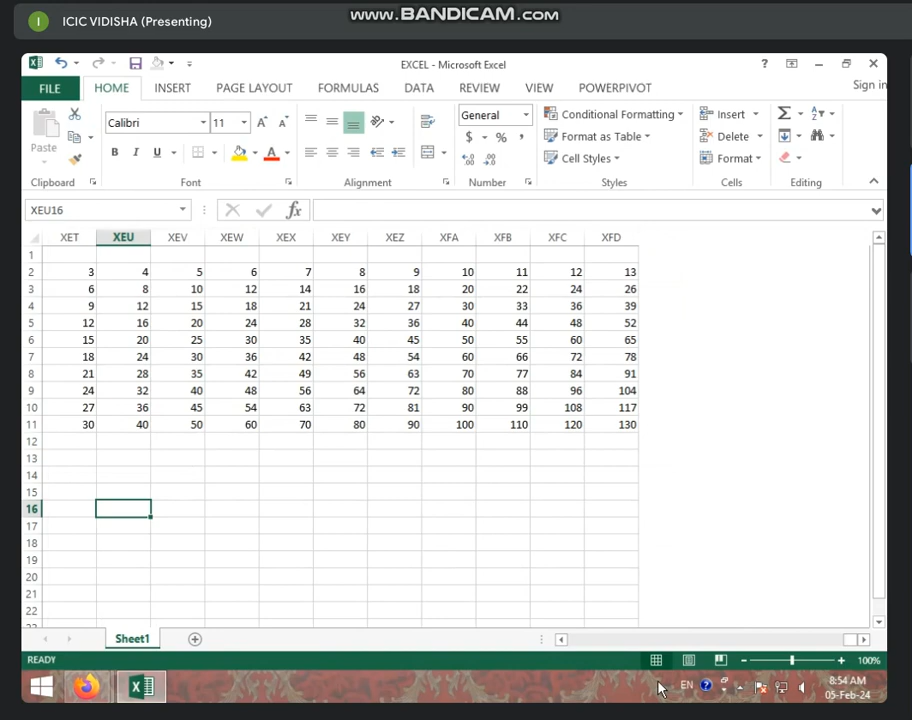 www.BANDICAM.com
I ICIC VIDISHA (Presenting)
EXCEL - Microsoft Excel
FILE HOME INSERT PAGE LAYOUT FORMULAS DATA REVIEW VIEW POWERPIVOT Sign in
Paste Calibri 11 General Conditional Formatting Insert
B I U $ % , Format as Table Delete
Cell Styles Format
Clipboard Font Alignment Number Styles Cells Editing
XEU16 fx
XET XEU XEV XEW XEX XEY XEZ XFA XFB XFC XFD
1
2 3 4 5 6 7 8 9 10 11 12 13
3 6 8 10 12 14 16 18 20 22 24 26
4 9 12 15 18 21 24 27 30 33 36 39
5 12 16 20 24 28 32 36 40 44 48 52
6 15 20 25 30 35 40 45 50 55 60 65
7 18 24 30 36 42 48 54 60 66 72 78
8 21 28 35 42 49 56 63 70 77 84 91
9 24 32 40 48 56 64 72 80 88 96 104
10 27 36 45 54 63 72 81 90 99 108 117
11 30 40 50 60 70 80 90 100 110 120 130
12
13
14
15
16
17
18
19
20
21
22
Sheet1
READY 100%
EN 8:54 AM
05-Feb-24